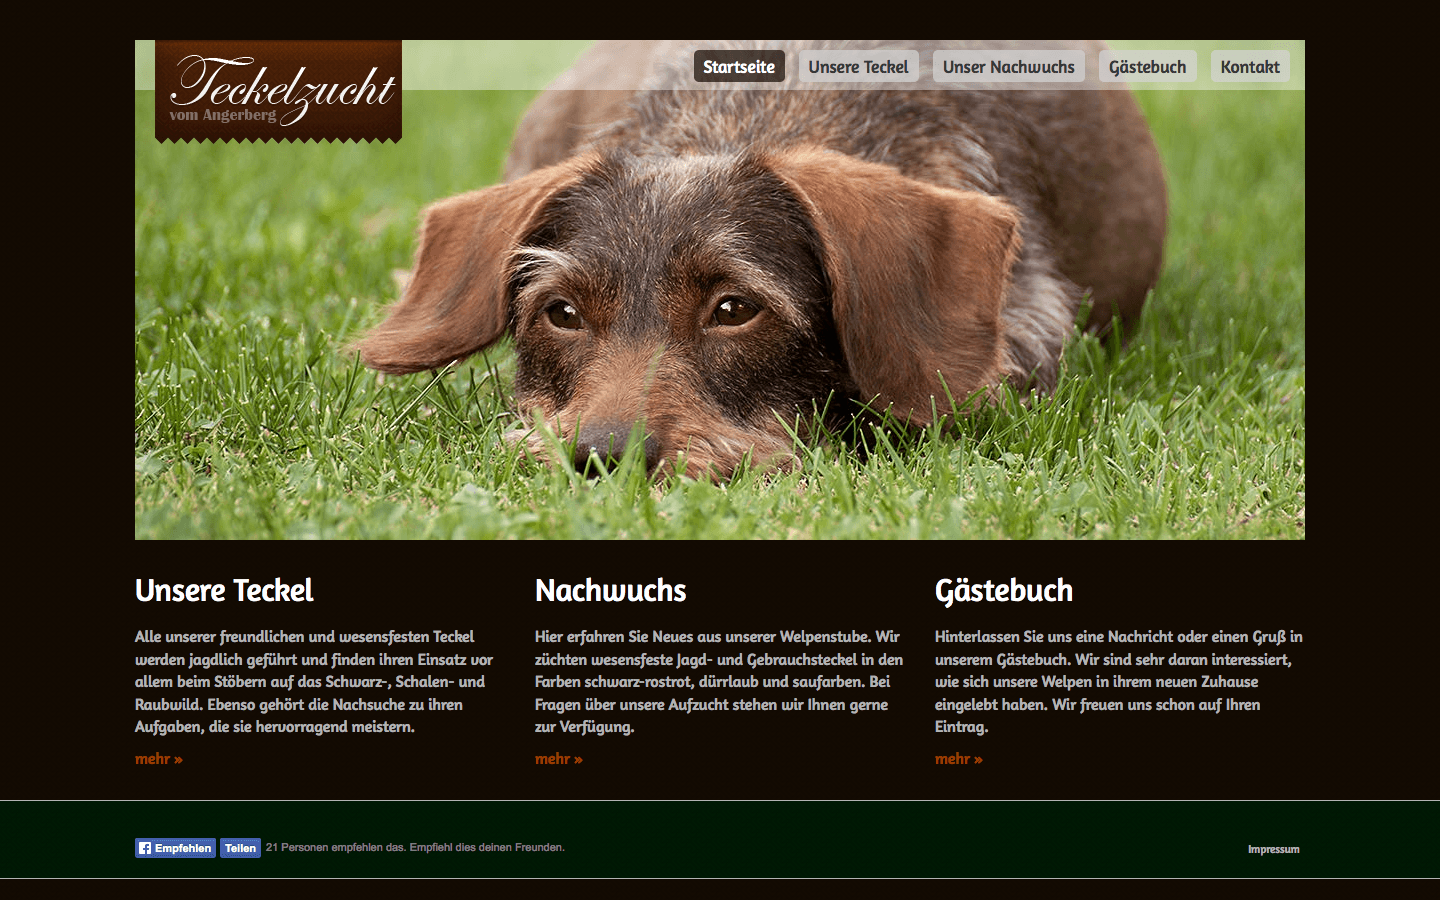 Teckelzucht
vom Angerberg
Startseite
Unsere Teckel
Unser Nachwuchs
Gästebuch
Kontakt
Unsere Teckel
Alle unserer freundlichen und wesensfesten Teckel
werden jagdlich geführt und finden ihren Einsatz vor
allem beim Stöbern auf das Schwarz-, Schalen- und
Raubwild. Ebenso gehört die Nachsuche zu ihren
Aufgaben, die sie hervorragend meistern.
mehr »
Nachwuchs
Hier erfahren Sie Neues aus unserer Welpenstube. Wir
züchten wesensfeste Jagd- und Gebrauchsteckel in den
Farben schwarz-rostrot, dürrlaub und saufarben. Bei
Fragen über unsere Aufzucht stehen wir Ihnen gerne
zur Verfügung.
mehr »
Gästebuch
Hinterlassen Sie uns eine Nachricht oder einen Gruß in
unserem Gästebuch. Wir sind sehr daran interessiert,
wie sich unsere Welpen in ihrem neuen Zuhause
eingelebt haben. Wir freuen uns schon auf Ihren
Eintrag.
mehr »
Empfehlen
Teilen
21 Personen empfehlen das. Empfiehl dies deinen Freunden.
Impressum